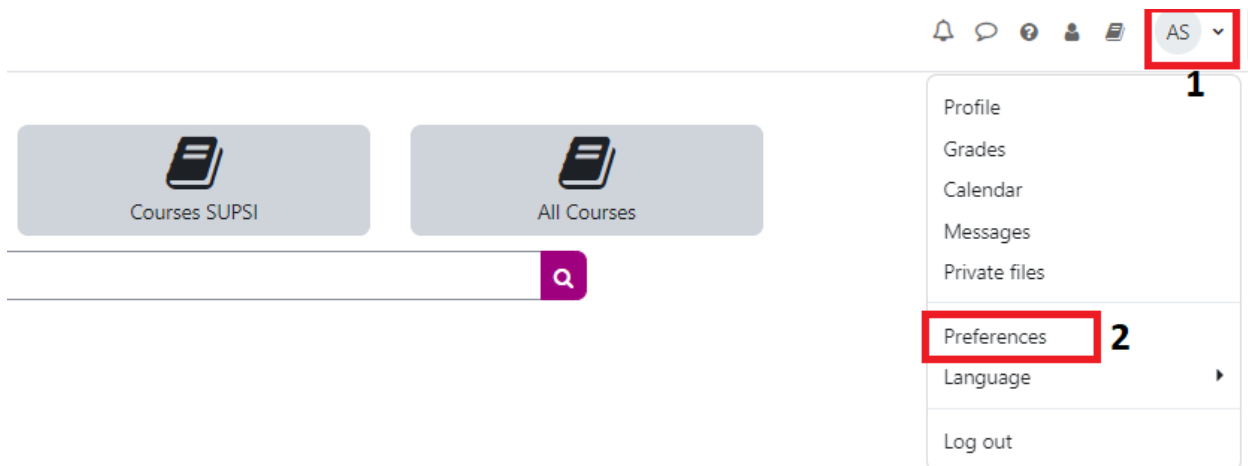 AS
1
Profile
Grades
Courses SUPSI
All Courses
Calendar
Messages
Private files
Preferences 2
Language
Log out